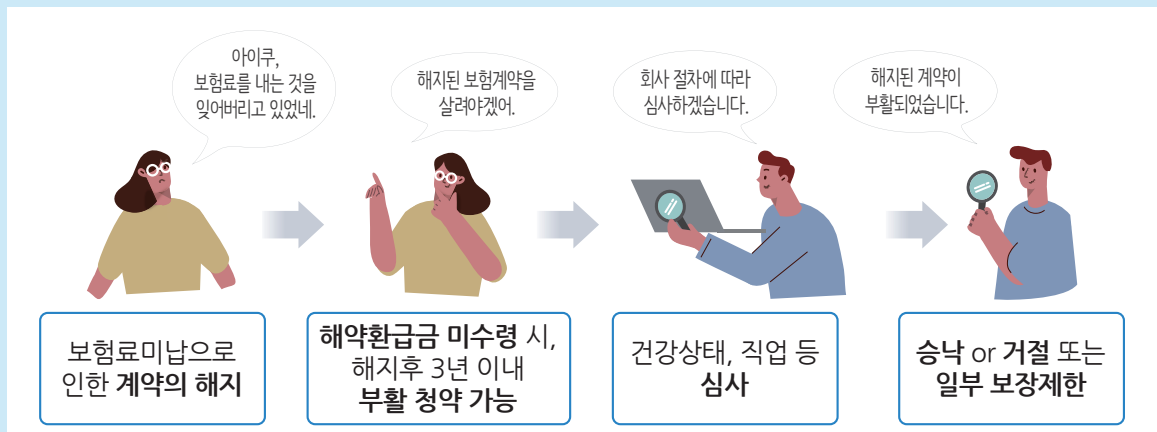 아이쿠,
보험료를 내는 것을
잊어버리고 있었네.
해지된 보험계약을
살려야겠어.
회사 절차에 따라
심사하겠습니다.
해지된 계약이
부활되었습니다.
보험료미납으로
인한 계약의 해지
해약환급금 미수령 시,
해지후 3년 이내
부활 청약 가능
건강상태, 직업 등
심사
승낙 or 거절 또는
일부 보장제한